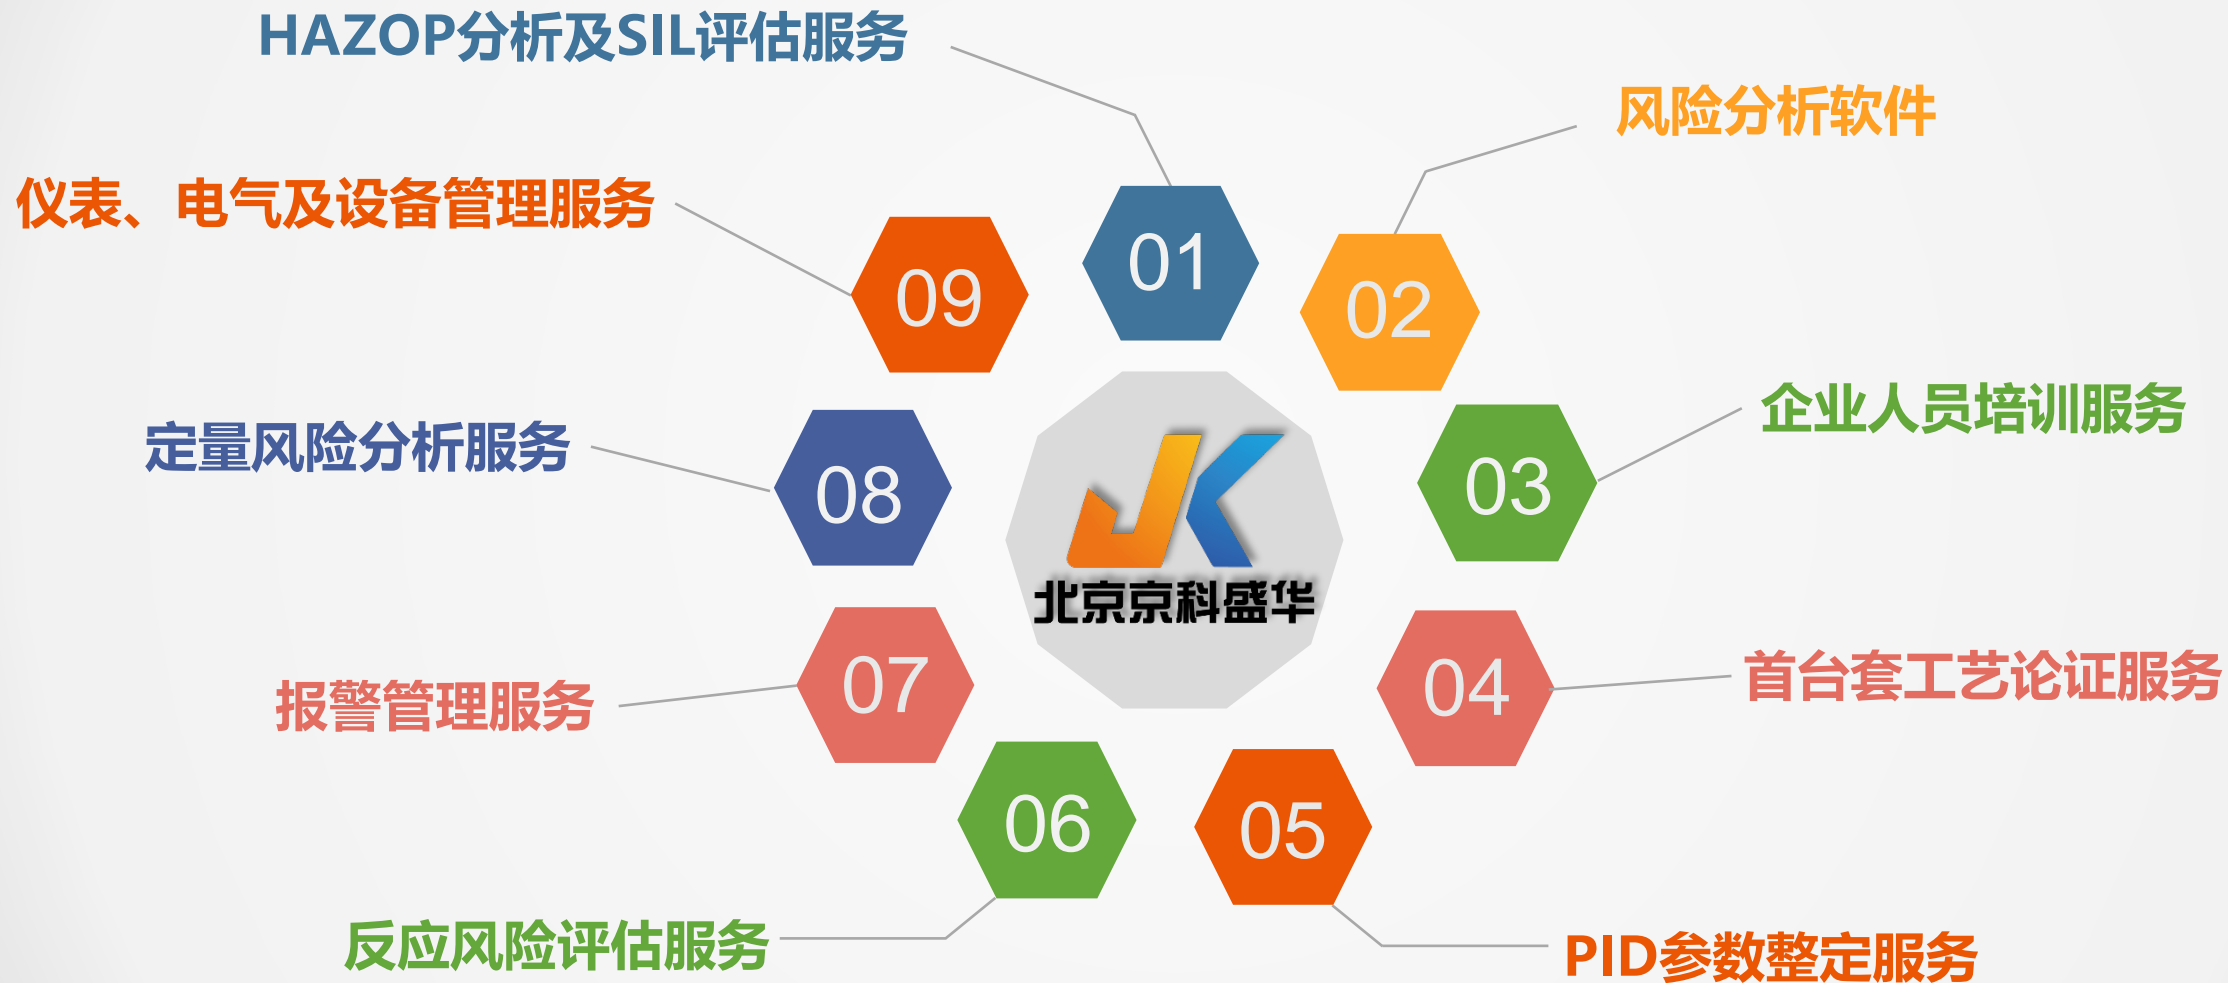 HAZOP分析及SIL评估服务
01
风险分析软件
02
企业人员培训服务
03
首台套工艺论证服务
04
PID参数整定服务
05
反应风险评估服务
06
报警管理服务
07
定量风险分析服务
08
仪表、电气及设备管理服务
09
JK
北京京科盛华